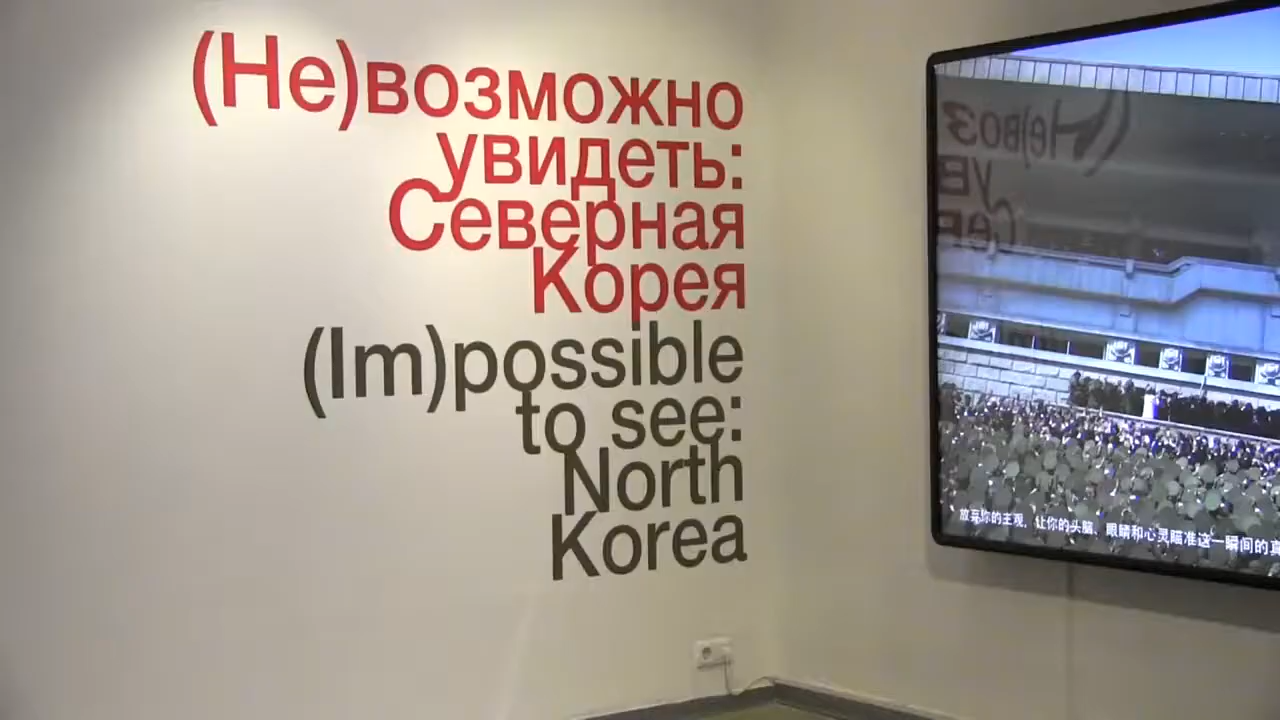 (Не)возможно
увидеть:
Северная
Корея
(Im)possible
to see:
North
Korea
放弃你的主观, 让你的头脑、眼睛和心灵瞄准这一瞬间的真